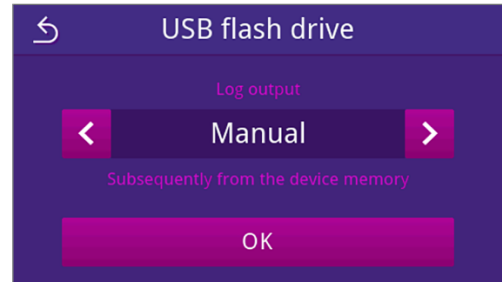 USB flash drive
Log output
Manual
Subsequently from the device memory
OK